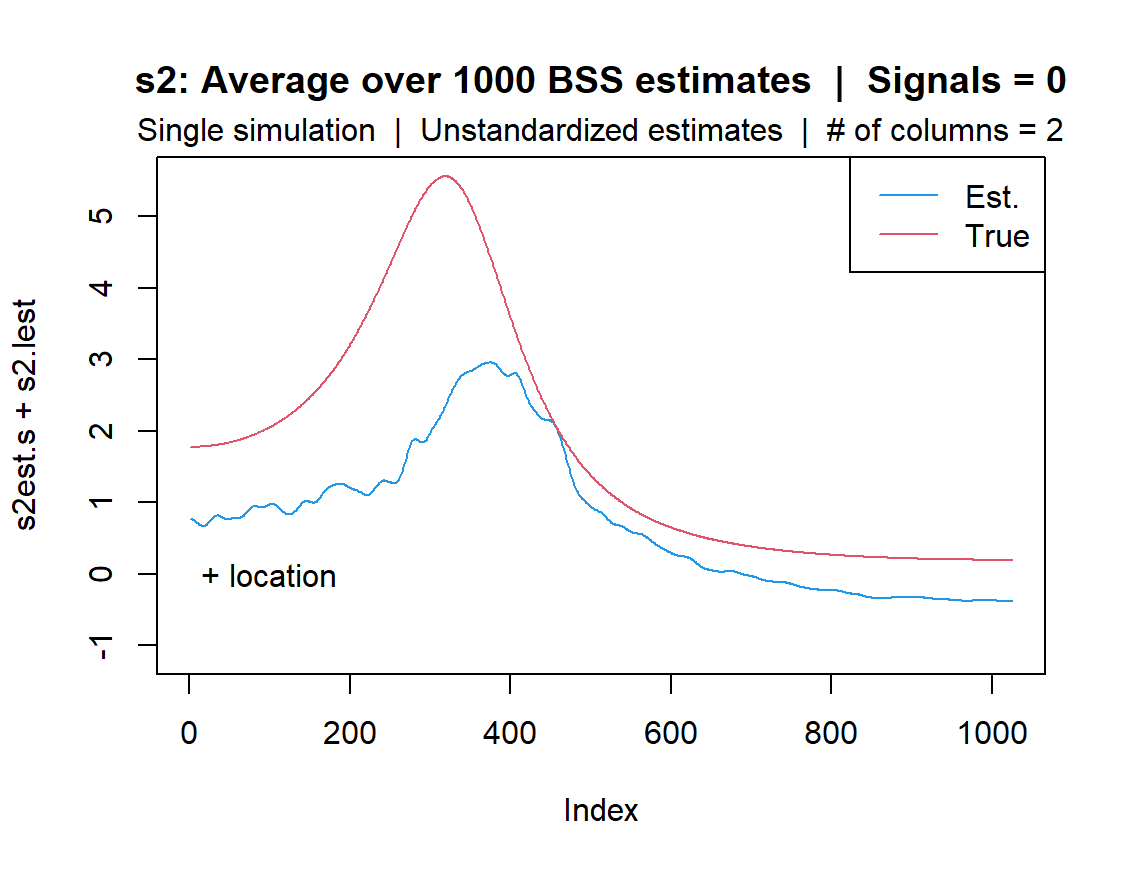 s2: Average over 1000 BSS estimates | Signals = 0
Single simulation | Unstandardized estimates | # of columns = 2
Est.
True
s2est.s + s2.lest
5
4
3
2
1
0
-1
+ location
0 200 400 600 800 1000
Index